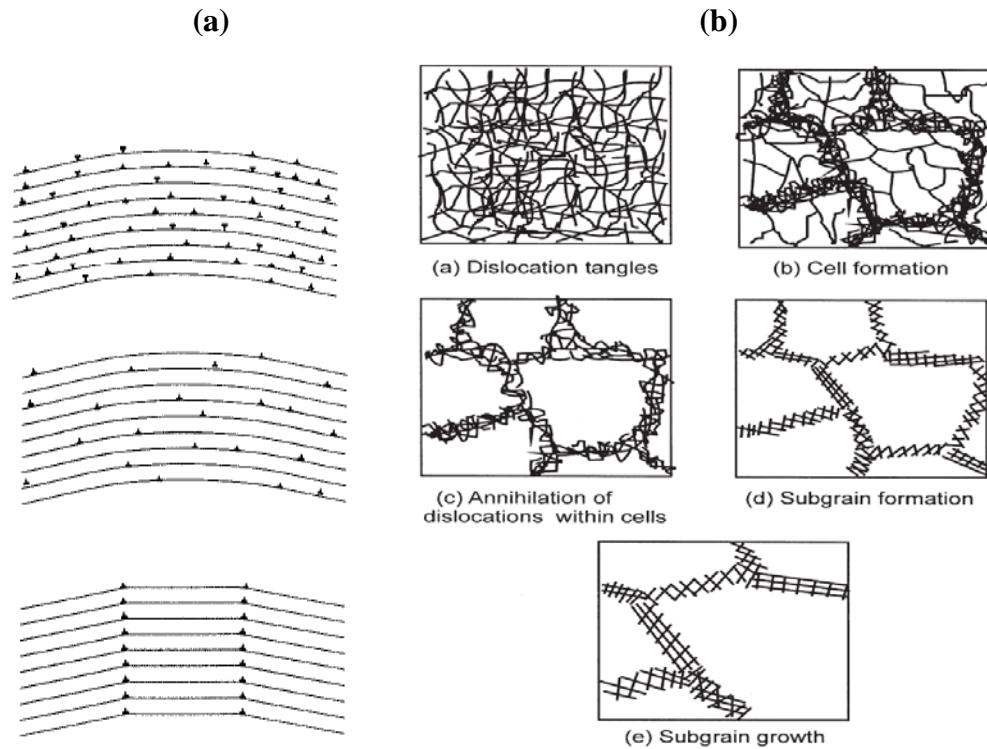 (a)
(b)
(a) Dislocation tangles
(b) Cell formation
(c) Annihilation of
dislocations within cells
(d) Subgrain formation
(e) Subgrain growth